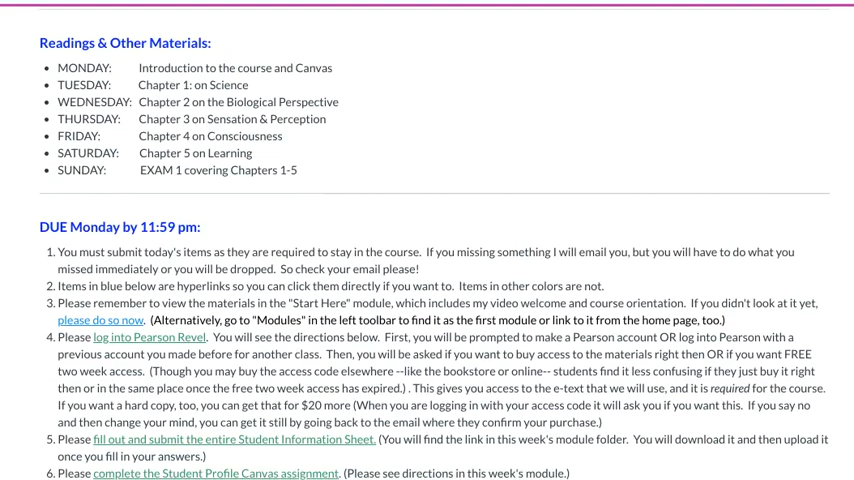 Readings & Other Materials:
• MONDAY: Introduction to the course and Canvas
• TUESDAY: Chapter 1: on Science
• WEDNESDAY: Chapter 2 on the Biological Perspective
• THURSDAY: Chapter 3 on Sensation & Perception
• FRIDAY: Chapter 4 on Consciousness
• SATURDAY: Chapter 5 on Learning
• SUNDAY: EXAM 1 covering Chapters 1-5
DUE Monday by 11:59 pm:
1. You must submit today's items as they are required to stay in the course. If you missing something I will email you, but you will have to do what you
missed immediately or you will be dropped. So check your email please!
2. Items in blue below are hyperlinks so you can click them directly if you want to. Items in other colors are not.
3. Please remember to view the materials in the "Start Here" module, which includes my video welcome and course orientation. If you didn't look at it yet,
please do so now. (Alternatively, go to "Modules" in the left toolbar to find it as the first module or link to it from the home page, too.)
4. Please log into Pearson Revel. You will see the directions below. First, you will be prompted to make a Pearson account OR log into Pearson with a
previous account you made before for another class. Then, you will be asked if you want to buy access to the materials right then OR if you want FREE
two week access. (Though you may buy the access code elsewhere --like the bookstore or online-- students find it less confusing if they just buy it right
then or in the same place once the free two week access has expired.) . This gives you access to the e-text that we will use, and it is required for the course.
If you want a hard copy, too, you can get that for $20 more (When you are logging in with your access code it will ask you if you want this. If you say no
and then change your mind, you can get it still by going back to the email where they confirm your purchase.)
5. Please fill out and submit the entire Student Information Sheet. (You will find the link in this week's module folder. You will download it and then upload it
once you fill in your answers.)
6. Please complete the Student Profile Canvas assignment. (Please see directions in this week's module.)